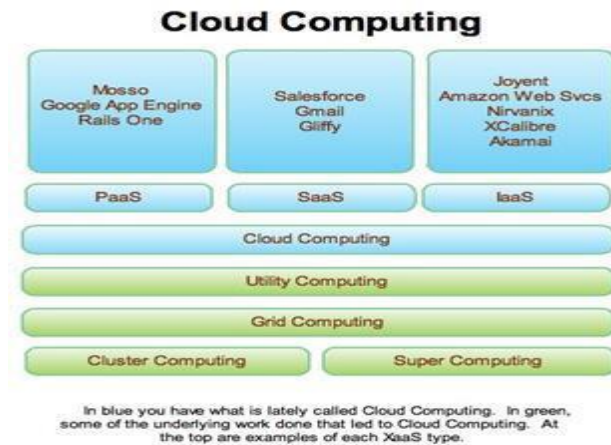 Cloud Computing
Mosso
Google App Engine
Rails One
Salesforce
Gmail
Gliffy
Joyent
Amazon Web Svcs
Nirvanix
XCalibre
Akamai
PaaS
SaaS
IaaS
Cloud Computing
Utility Computing
Grid Computing
Cluster Computing
Super Computing
In blue you have what is lately called Cloud Computing. In green,
some of the underlying work done that led to Cloud Computing. At
the top are examples of each XaaS type.